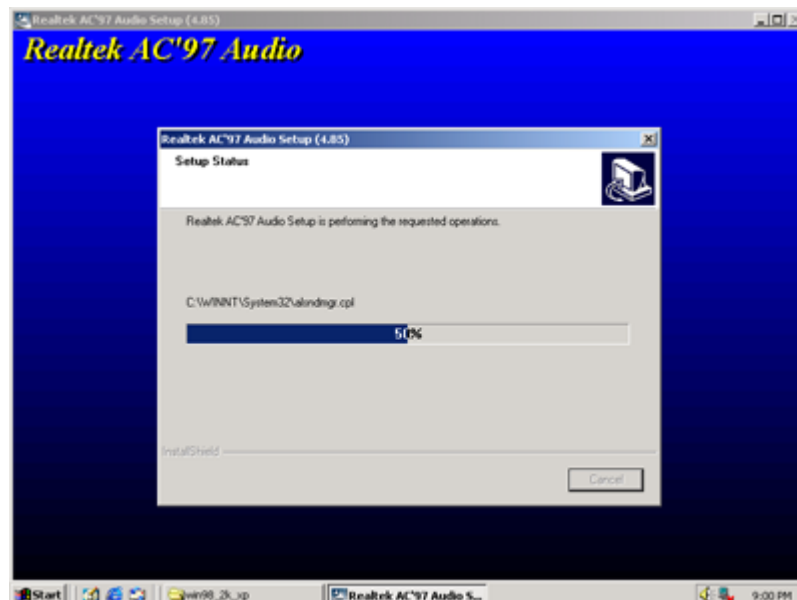 Realtek AC'97 Audio Setup (4.85)
Realtek AC'97 Audio
Realtek AC'97 Audio Setup (4.85)
Setup Status
Realtek AC'97 Audio Setup is performing the requested operations.
C:\WINNT\System32\alsndmgr.cpl
50%
InstallShield
Cancel
Start win98_2k_xp Realtek AC'97 Audio S... 9:00 PM